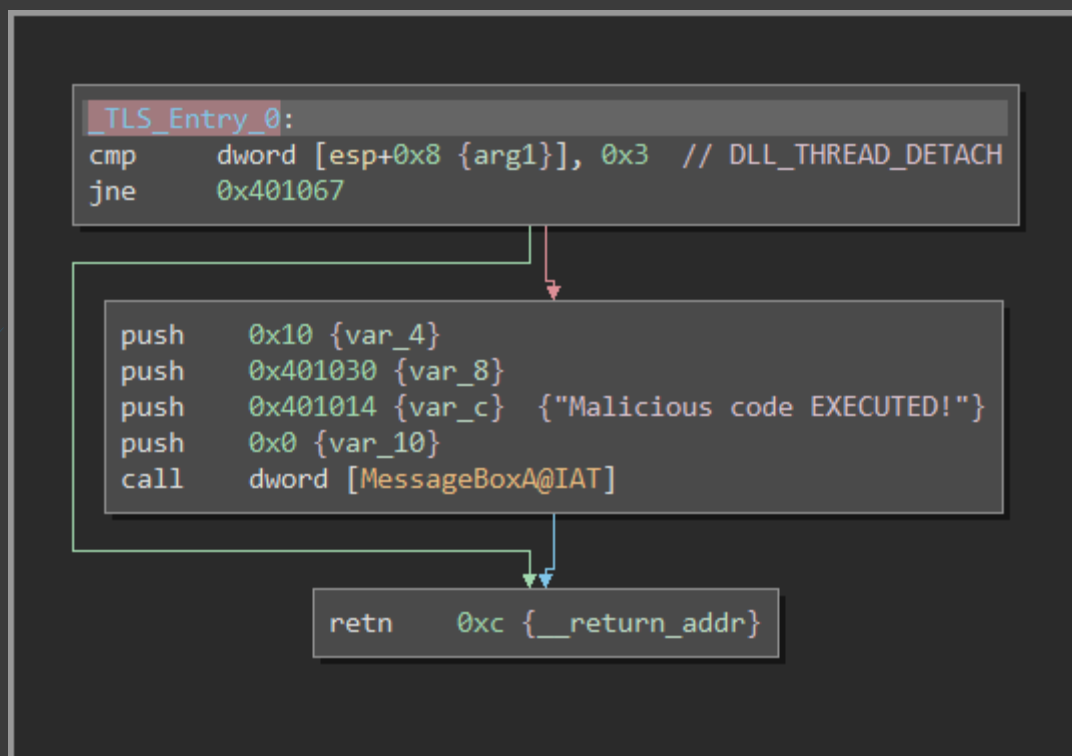 _TLS_Entry_0:
cmp dword [esp+0x8 {arg1}], 0x3 // DLL_THREAD_DETACH
jne 0x401067
push 0x10 {var_4}
push 0x401030 {var_8}
push 0x401014 {var_c} {"Malicious code EXECUTED!"}
push 0x0 {var_10}
call dword [MessageBoxA@IAT]
retn 0xc {__return_addr}